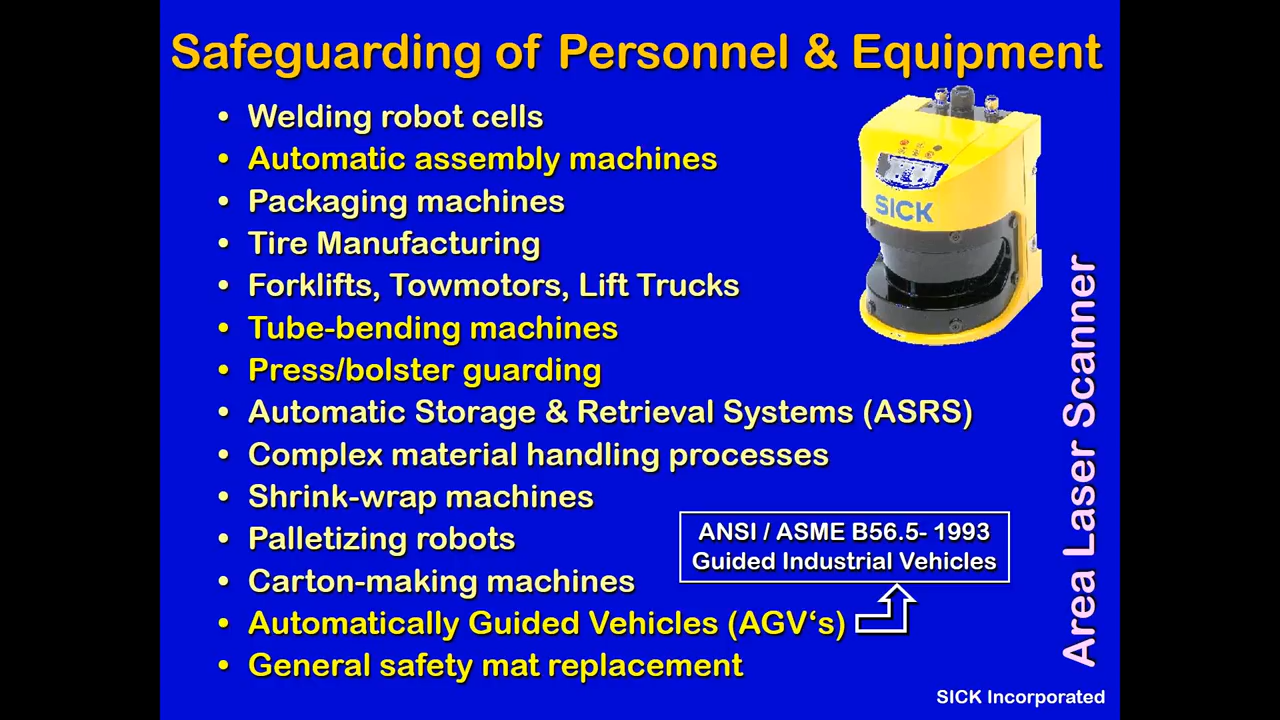 Safeguarding of Personnel & Equipment
• Welding robot cells
• Automatic assembly machines
• Packaging machines
• Tire Manufacturing
• Forklifts, Towmotors, Lift Trucks
• Tube-bending machines
• Press/bolster guarding
• Automatic Storage & Retrieval Systems (ASRS)
• Complex material handling processes
• Shrink-wrap machines
• Palletizing robots
• Carton-making machines
• Automatically Guided Vehicles (AGV‘s)
• General safety mat replacement
ANSI / ASME B56.5- 1993
Guided Industrial Vehicles
SICK
Area Laser Scanner
SICK Incorporated